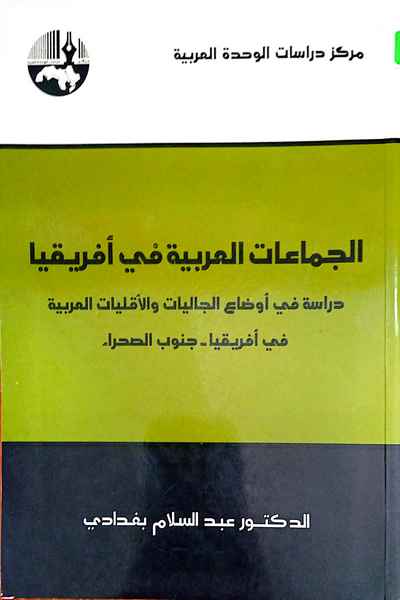 مركز دراسات الوحدة العربية
الجماعات العربية في أفريقيا
دراسة في أوضاع الجاليات والأقليات العربية
في أفريقيا - جنوب الصحراء
الدكتور عبد السلام بغدادي